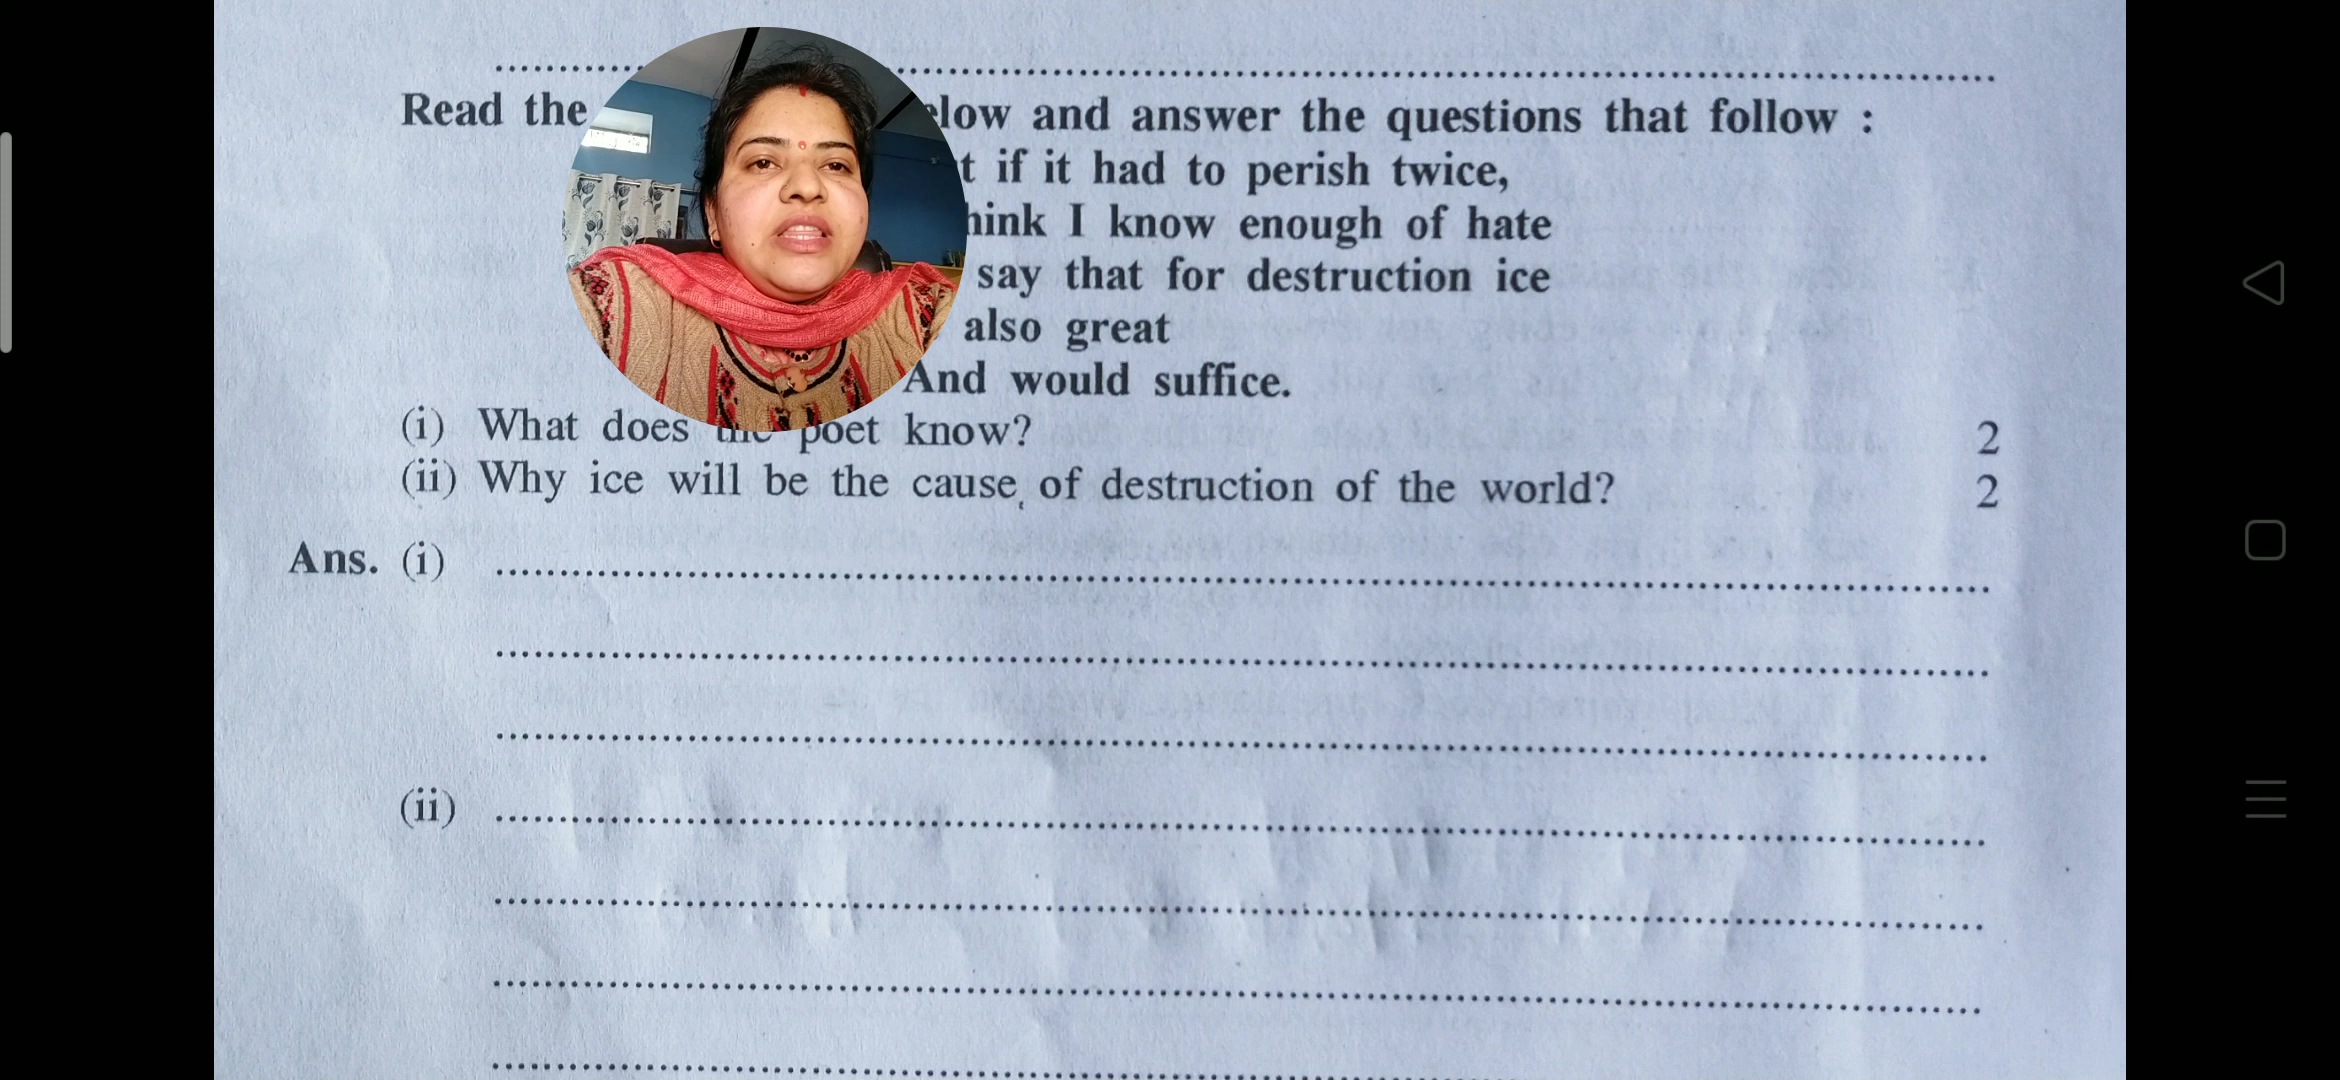 Read the elow and answer the questions that follow :
t if it had to perish twice,
hink I know enough of hate
say that for destruction ice
also great
And would suffice.
(i) What does the poet know? 2
(ii) Why ice will be the cause of destruction of the world? 2
Ans. (i)
(ii)